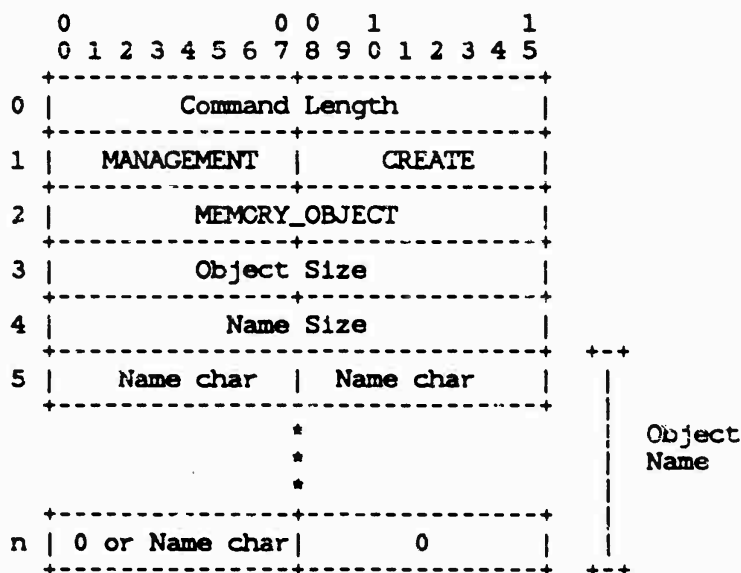 0 0 0 1 1
0 1 2 3 4 5 6 7 8 9 0 1 2 3 4 5
0 | Command Length |
1 | MANAGEMENT | CREATE |
2 | MEMORY_OBJECT |
3 | Object Size |
4 | Name Size |
5 | Name char | Name char |
*
* Object
* Name
n | 0 or Name char| 0 |